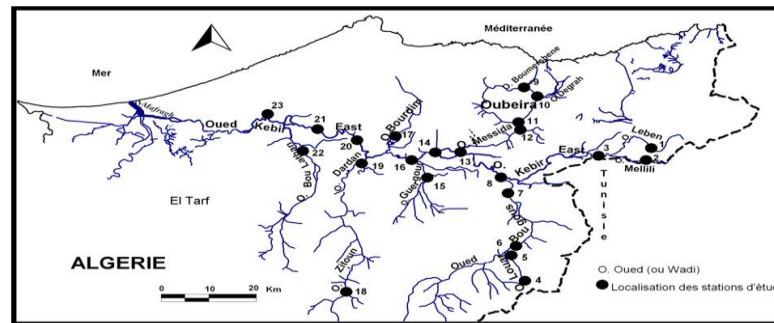 Méditerranée
Mer
O. Boumerchene
9
10
O. Degrah
Oubeira
Mafragh
23
21
Oued Kebir East
O. Bourdim
17
11
12
O. Messida
Leben
1
2
3
Mellili
20
14
13
16
19
22
O. Bou Laben
Dardan
O. Guergour
15
Kebir East
8
7
Tunisie
El Tarf
O. Bou
6
5
Oued
4
O. Zitoun
18
ALGERIE
0 10 20 Km
O. Oued (ou Wadi)
Localisation des stations d'étu